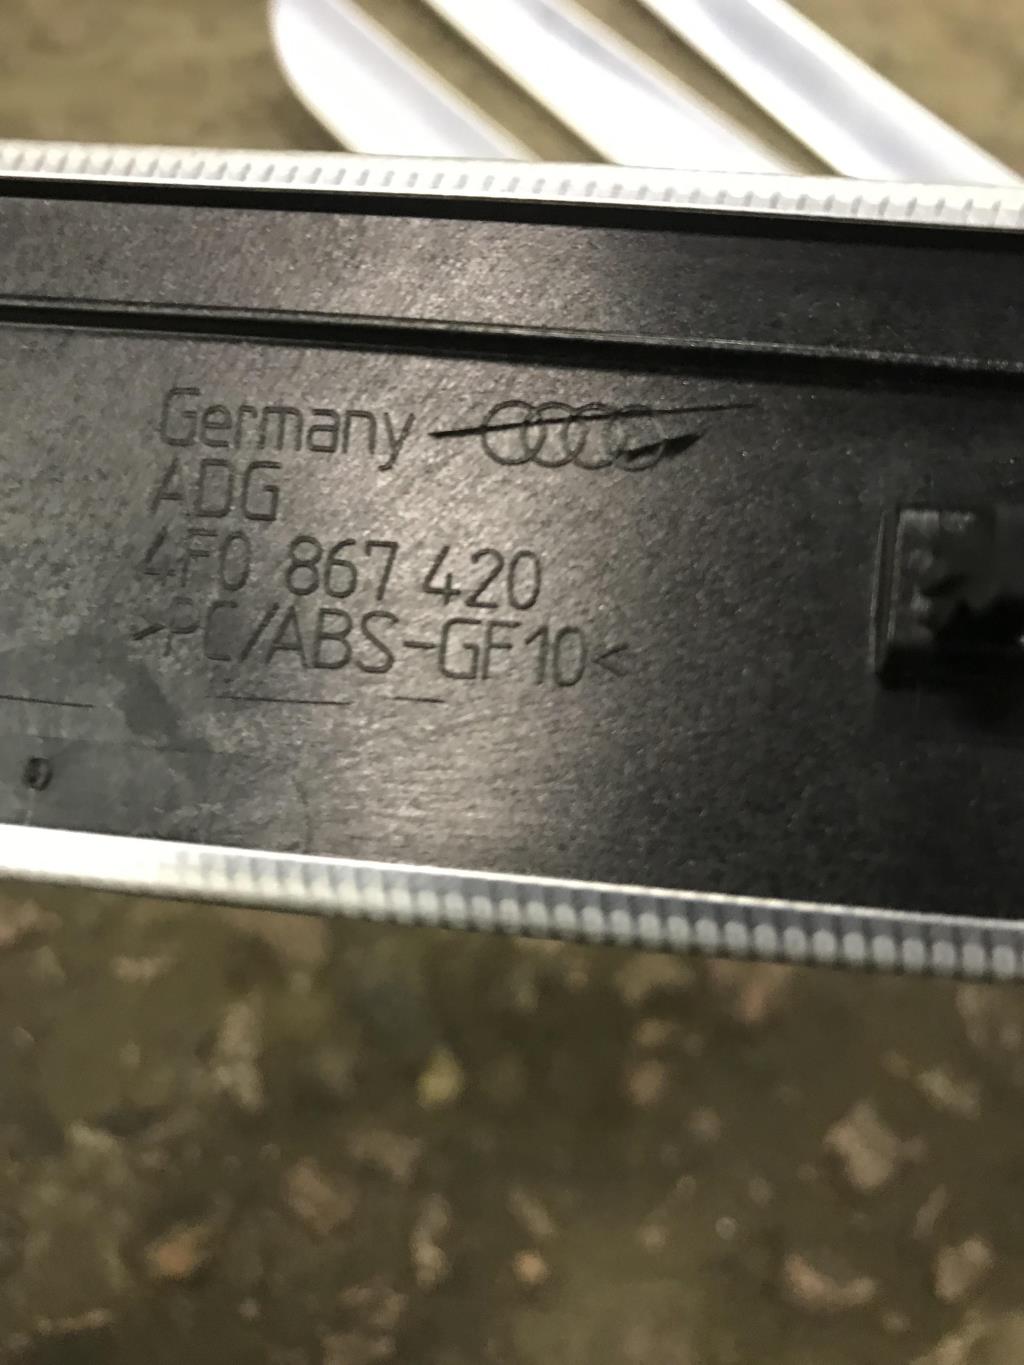 Germany
ADG
4F0 867 420
>PC/ABS-GF10<